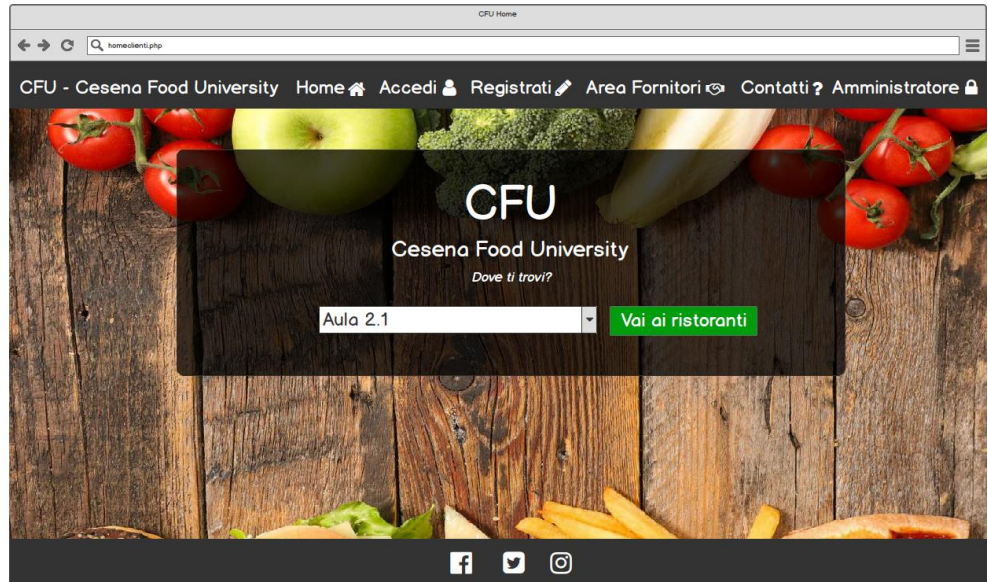 CFU Home
homeclienti.php
CFU - Cesena Food University Home Accedi Registrati Area Fornitori Contatti ? Amministratore
CFU
Cesena Food University
Dove ti trovi?
Aula 2.1 Vai ai ristoranti